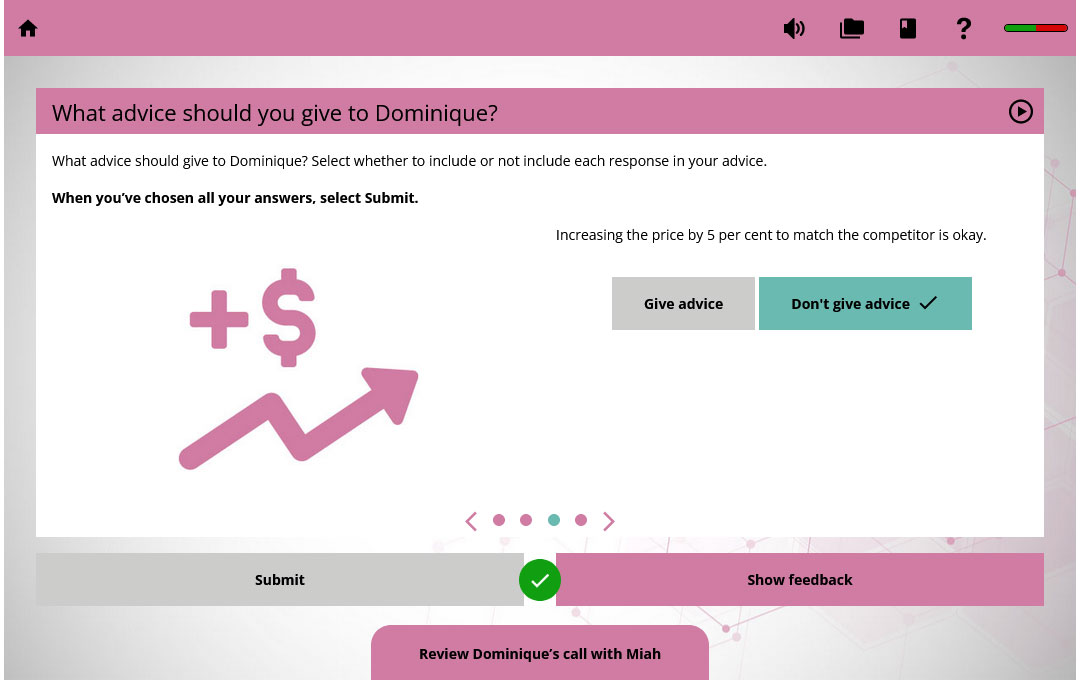 What advice should you give to Dominique?
What advice should give to Dominique? Select whether to include or not include each response in your advice.
When you’ve chosen all your answers, select Submit.
Increasing the price by 5 per cent to match the competitor is okay.
Give advice
Don't give advice
Submit
Show feedback
Review Dominique’s call with Miah